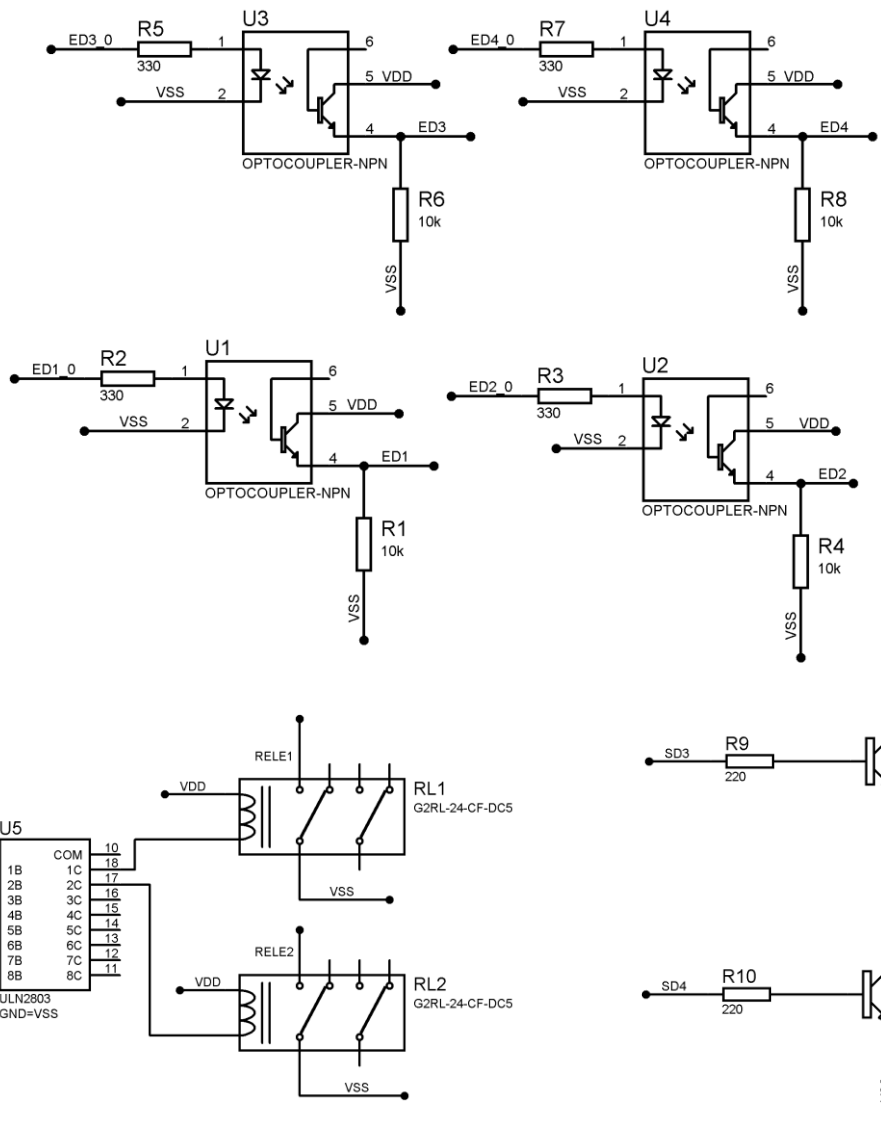 U3
R5
ED3_0
330
1
6
VSS
2
5 VDD
4
ED3
OPTOCOUPLER-NPN
R6
10k
VSS
U4
R7
ED4_0
330
1
6
VSS
2
5 VDD
4
ED4
OPTOCOUPLER-NPN
R8
10k
VSS
U1
R2
ED1_0
330
1
6
VSS
2
5 VDD
4
ED1
OPTOCOUPLER-NPN
R1
10k
VSS
U2
R3
ED2_0
330
1
6
VSS
2
5 VDD
4
ED2
OPTOCOUPLER-NPN
R4
10k
VSS
RELE1
VDD
RL1
G2RL-24-CF-DC5
VSS
R9
SD3
220
U5
COM 10
1B 1C 18
2B 2C 17
3B 3C 16
4B 4C 15
5B 5C 14
6B 6C 13
7B 7C 12
8B 8C 11
ULN2803
GND=VSS
RELE2
VDD
RL2
G2RL-24-CF-DC5
VSS
R10
SD4
220